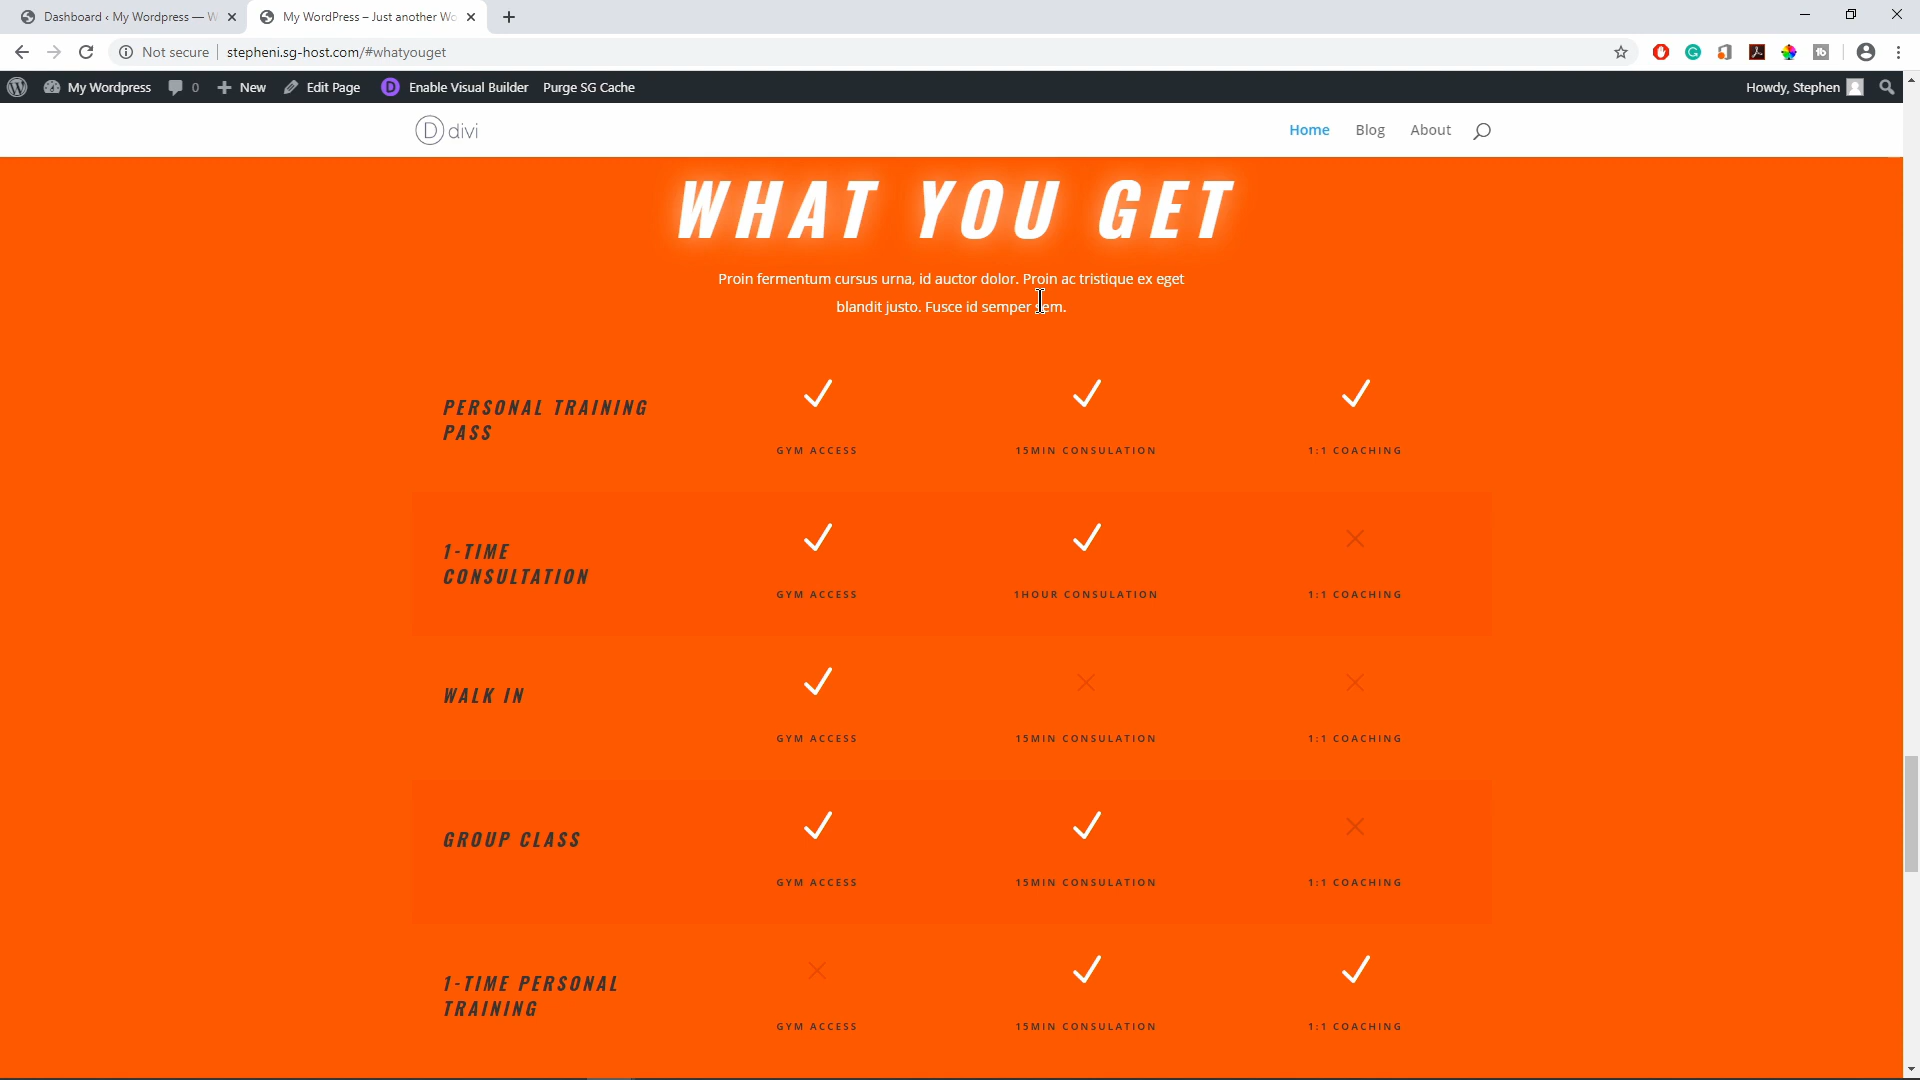 Dashboard ‹ My Wordpress — W
My WordPress – Just another Wo
Not secure
stepheni.sg-host.com/#whatyouget
My Wordpress
0
New
Edit Page
D
Enable Visual Builder
Purge SG Cache
Howdy, Stephen
D divi
Home
Blog
About
WHAT YOU GET
Proin fermentum cursus urna, id auctor dolor. Proin ac tristique ex eget
blandit justo. Fusce id semper sem.
PERSONAL TRAINING
PASS
GYM ACCESS
15MIN CONSULATION
1:1 COACHING
1-TIME
CONSULTATION
GYM ACCESS
1HOUR CONSULATION
1:1 COACHING
WALK IN
GYM ACCESS
15MIN CONSULATION
1:1 COACHING
GROUP CLASS
GYM ACCESS
15MIN CONSULATION
1:1 COACHING
1-TIME PERSONAL
TRAINING
GYM ACCESS
15MIN CONSULATION
1:1 COACHING